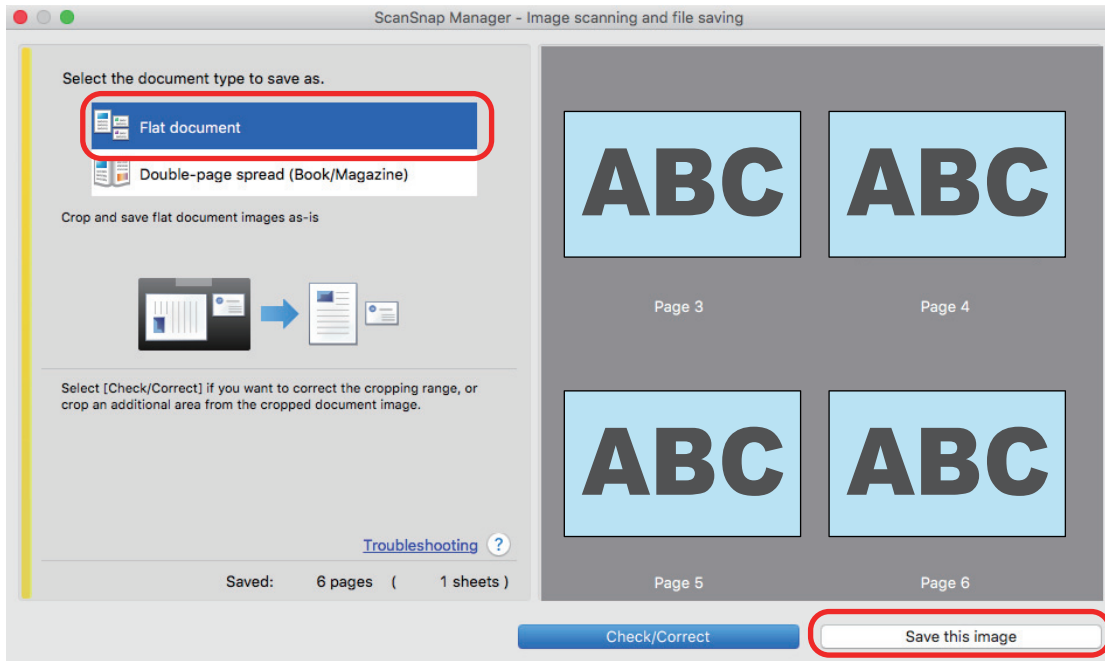 ScanSnap Manager - Image scanning and file saving
Select the document type to save as.
Flat document
Double-page spread (Book/Magazine)
Crop and save flat document images as-is
Select [Check/Correct] if you want to correct the cropping range, or
crop an additional area from the cropped document image.
Troubleshooting ?
Saved: 6 pages ( 1 sheets )
ABC ABC
Page 3 Page 4
ABC ABC
Page 5 Page 6
Check/Correct Save this image